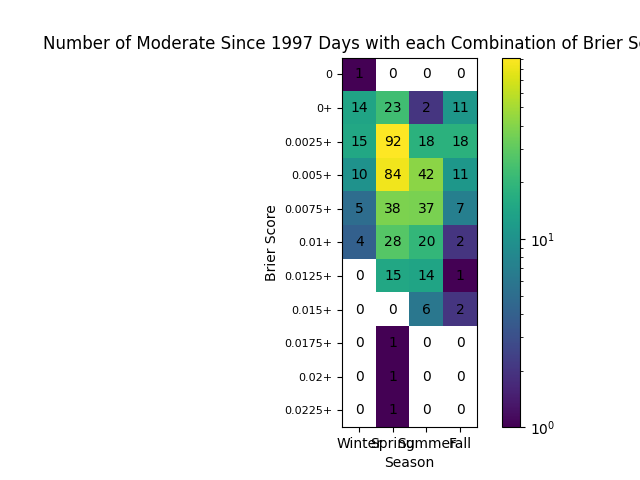 Number of Moderate Since 1997 Days with each Combination of Brier
0 1 0 0 0
0+ 14 23 2 11
0.0025+ 15 92 18 18
0.005+ 10 84 42 11
0.0075+ 5 38 37 7
0.01+ 4 28 20 2
0.0125+ 0 15 14 1
0.015+ 0 0 6 2
0.0175+ 0 1 0 0
0.02+ 0 1 0 0
0.0225+ 0 1 0 0
Winter Spring Summer Fall
Season
Brier Score
10¹
10⁰